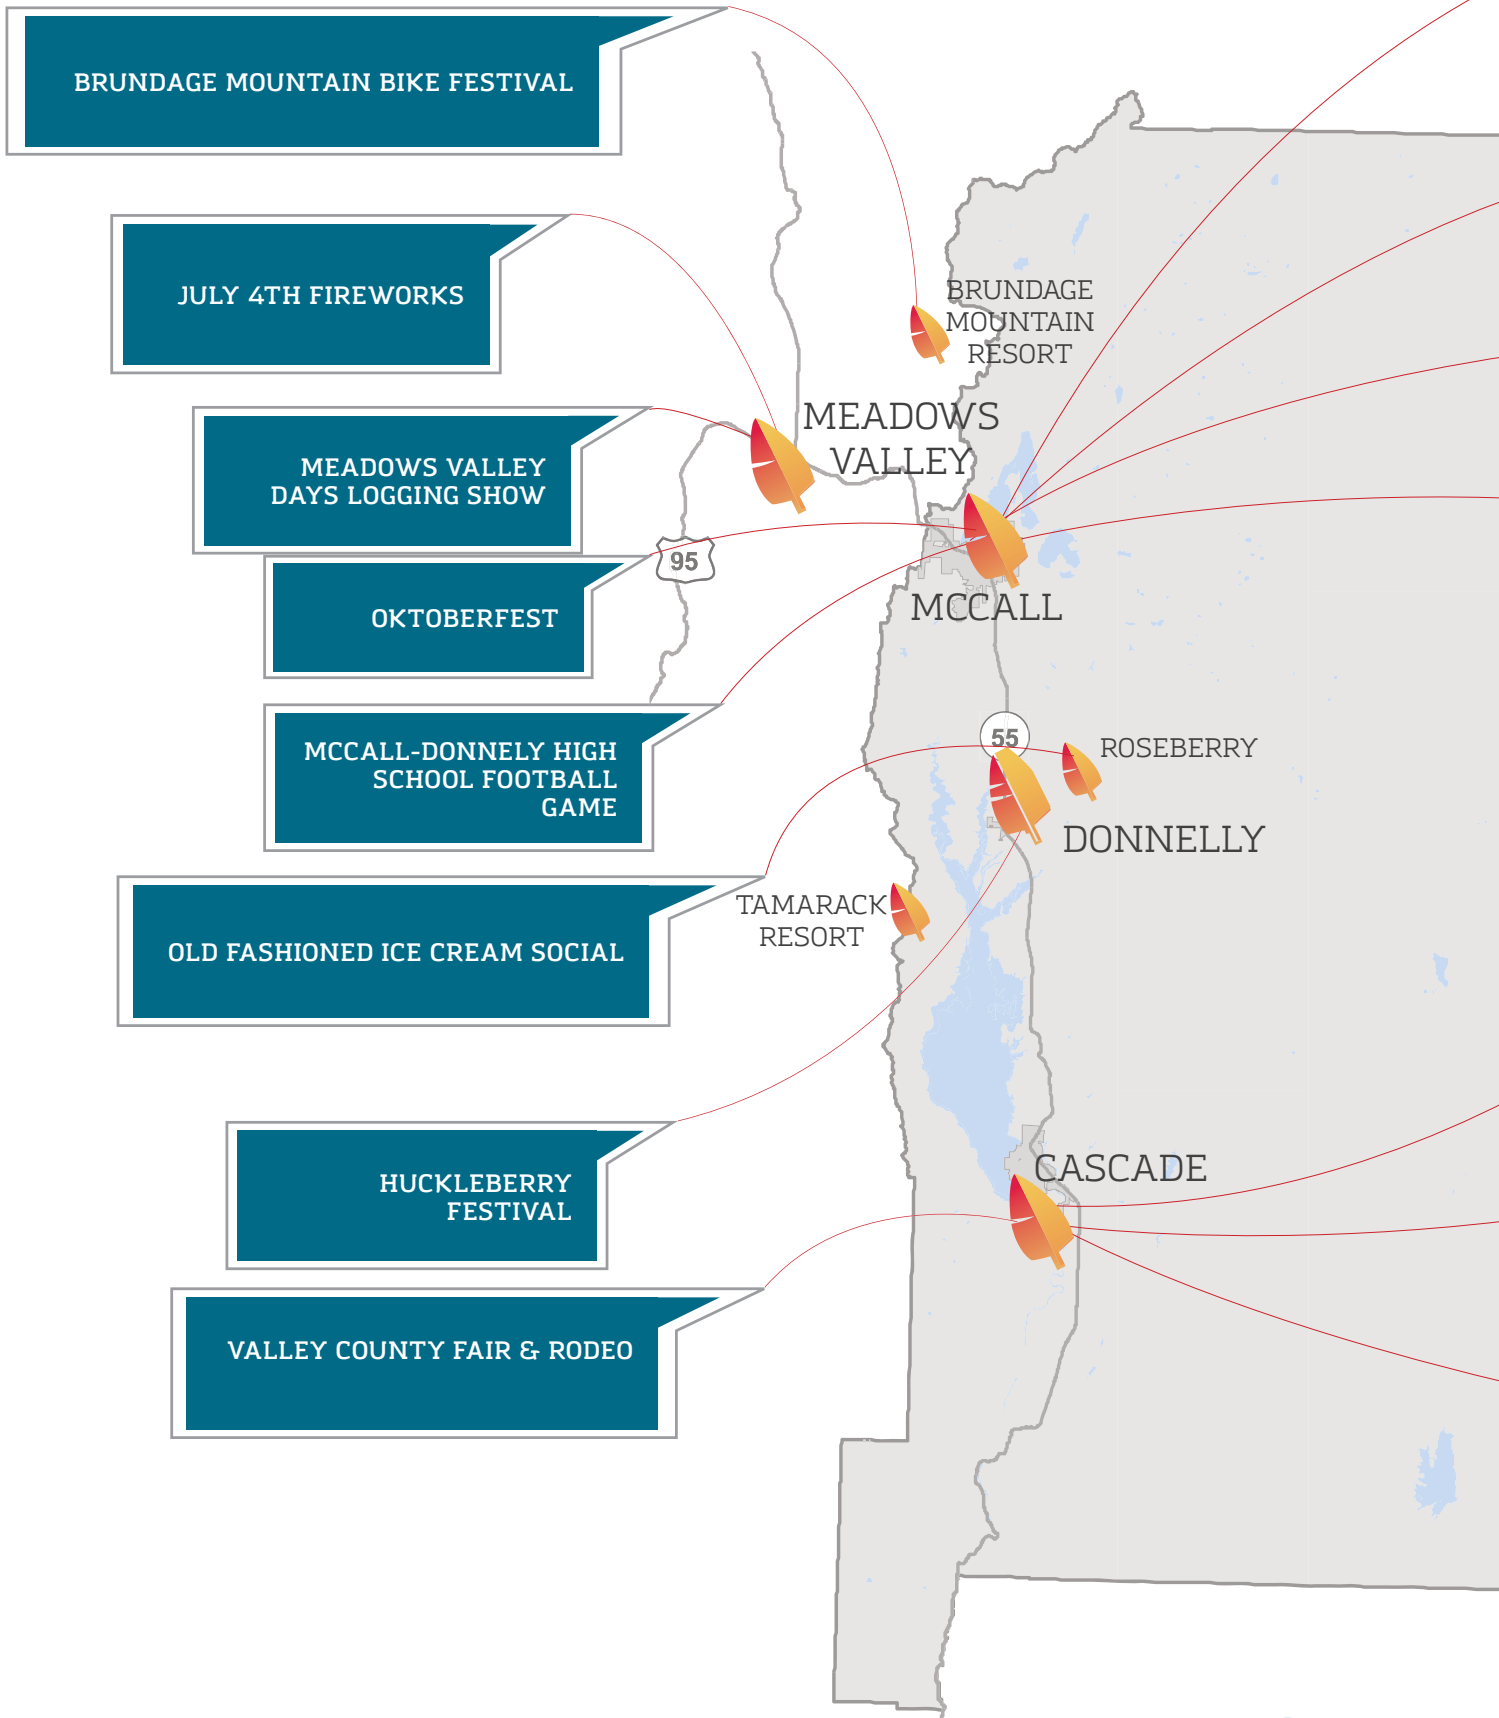 BRUNDAGE MOUNTAIN BIKE FESTIVAL
JULY 4TH FIREWORKS
MEADOWS VALLEY
DAYS LOGGING SHOW
OKTOBERFEST
MCCALL-DONNELY HIGH
SCHOOL FOOTBALL
GAME
OLD FASHIONED ICE CREAM SOCIAL
HUCKLEBERRY
FESTIVAL
VALLEY COUNTY FAIR & RODEO
BRUNDAGE
MOUNTAIN
RESORT
MEADOWS
VALLEY
95
MCCALL
55
ROSEBERRY
DONNELLY
TAMARACK
RESORT
CASCADE